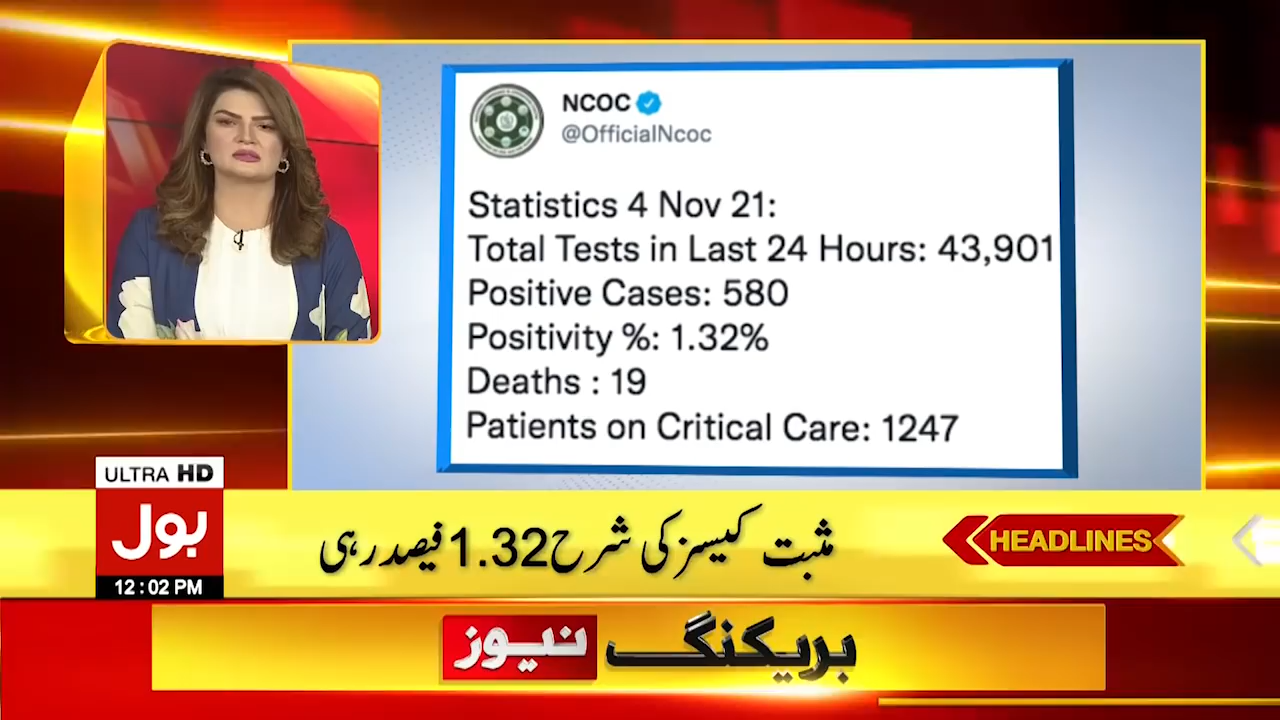 NCOC
@OfficialNcoc
Statistics 4 Nov 21:
Total Tests in Last 24 Hours: 43,901
Positive Cases: 580
Positivity %: 1.32%
Deaths : 19
Patients on Critical Care: 1247
ULTRA HD
بول
12:02 PM
مثبت کیسز کی شرح 1.32 فیصد رہی
HEADLINES
بریکنگ نیوز